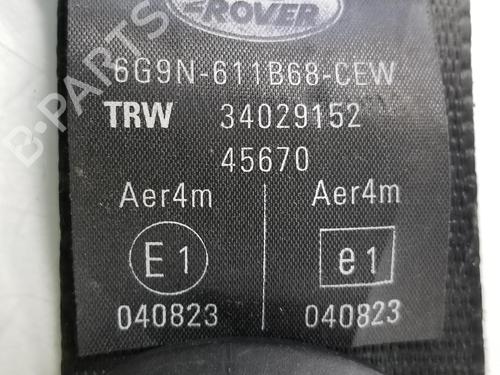 ROVER
6G9N-611B68-CEW
TRW 34029152
45670
Aer4m Aer4m
E1 e1
040823 040823
B-PARTS